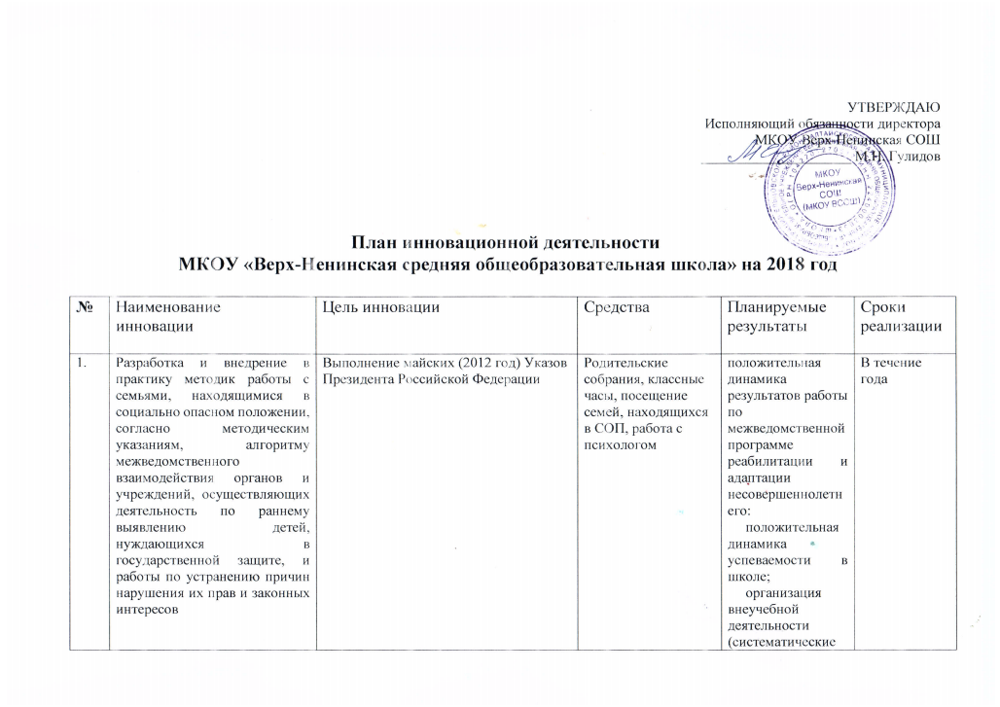 УТВЕРЖДАЮ
Исполняющий обязанности директора
МКОУ Верх-Ненинская СОШ
М.Н. Гулидов
МКОУ
Верх-Ненинская
СОШ
(МКОУ ВССШ)
План инновационной деятельности
МКОУ «Верх-Ненинская средняя общеобразовательная школа» на 2018 год
№
Наименование
инновации
Цель инновации
Средства
Планируемые
результаты
Сроки
реализации
1.
Разработка и внедрение в
практику методик работы с
семьями, находящимися в
социально опасном положении,
согласно методическим
указаниям, алгоритму
межведомственного
взаимодействия органов и
учреждений, осуществляющих
деятельность по раннему
выявлению детей,
нуждающихся в
государственной защите, и
работы по устранению причин
нарушения их прав и законных
интересов
Выполнение майских (2012 год) Указов
Президента Российской Федерации
Родительские
собрания, классные
часы, посещение
семей, находящихся
в СОП, работа с
психологом
положительная
динамика
результатов работы
по
межведомственной
программе
реабилитации и
адаптации
несовершеннолетн
его:
положительная
динамика
успеваемости в
школе;
организация
внеучебной
деятельности
(систематические
В течение
года